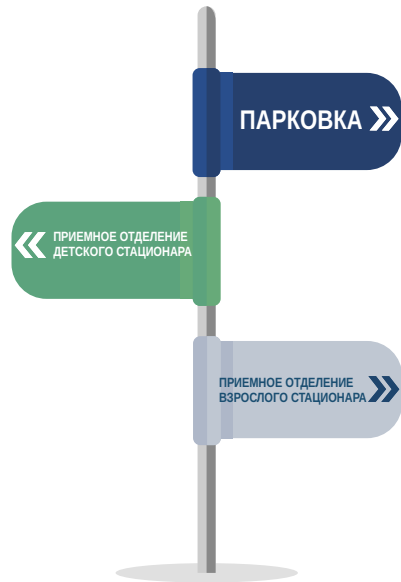 ПАРКОВКА
ПРИЕМНОЕ ОТДЕЛЕНИЕ
ДЕТСКОГО СТАЦИОНАРА
ПРИЕМНОЕ ОТДЕЛЕНИЕ
ВЗРОСЛОГО СТАЦИОНАРА